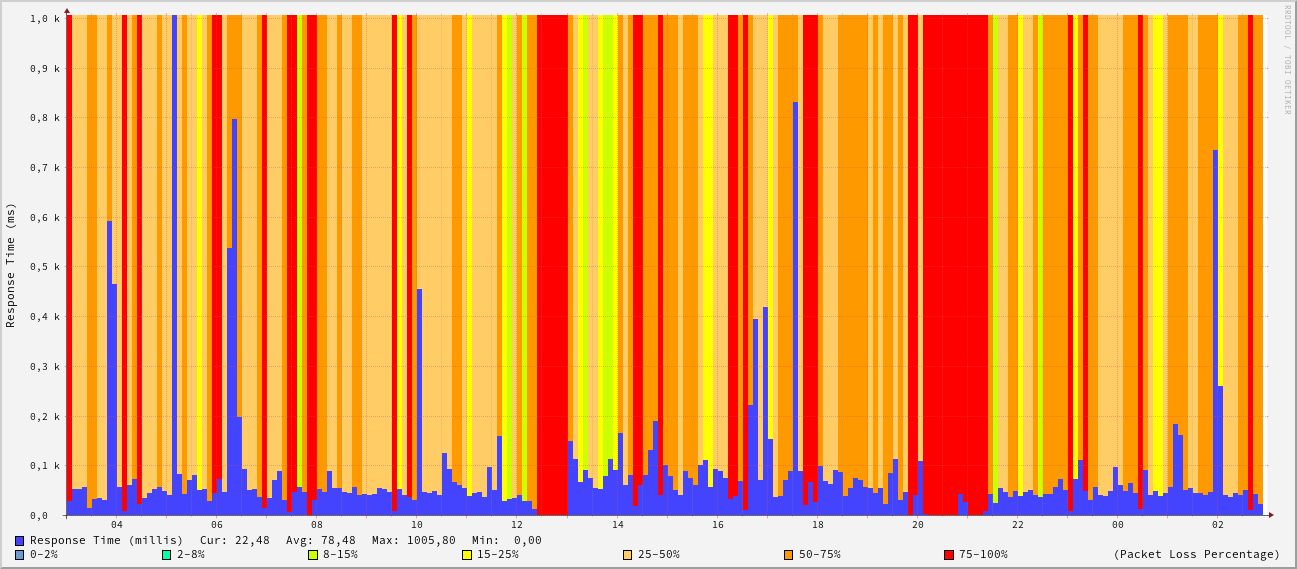 RRDTOOL / TOBI OETIKER
Response Time (ms)
1,0 k
0,9 k
0,8 k
0,7 k
0,6 k
0,5 k
0,4 k
0,3 k
0,2 k
0,1 k
0,0
04 06 08 10 12 14 16 18 20 22 00 02
Response Time (millis) Cur: 22,48 Avg: 78,48 Max: 1005,80 Min: 0,00
0-2% 2-8% 8-15% 15-25% 25-50% 50-75% 75-100% (Packet Loss Percentage)